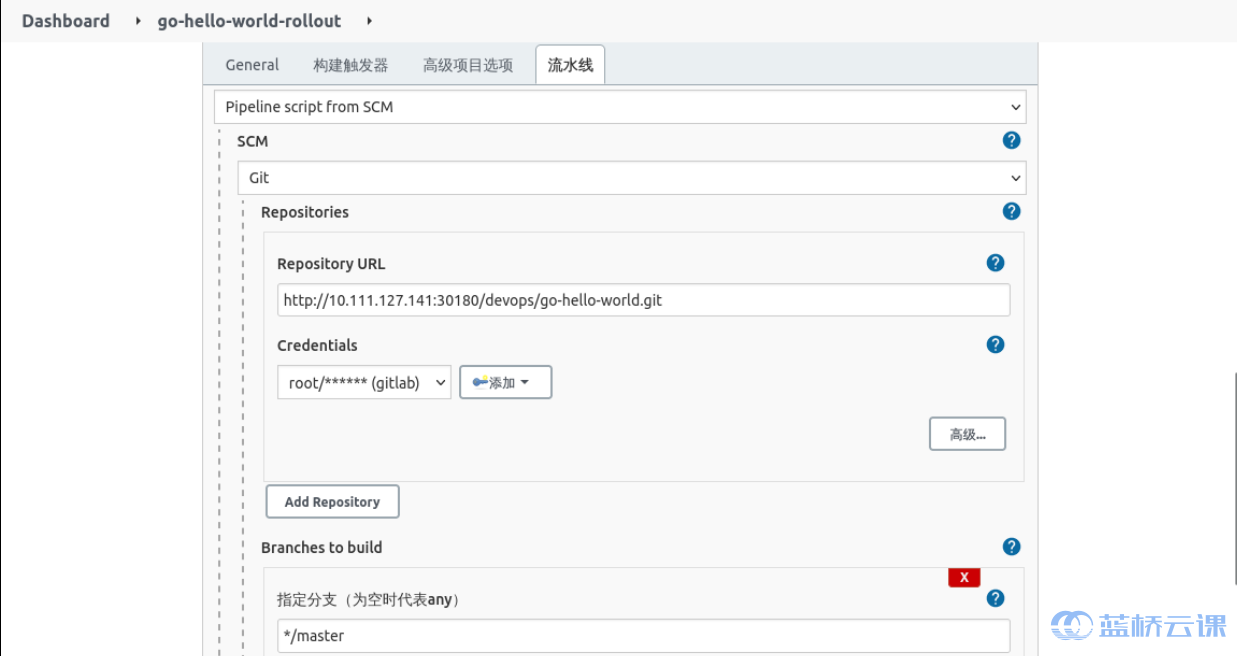 Dashboard go-hello-world-rollout
General 构建触发器 高级项目选项 流水线
Pipeline script from SCM
SCM
Git
Repositories
Repository URL
http://10.111.127.141:30180/devops/go-hello-world.git
Credentials
root/****** (gitlab) 添加
高级...
Add Repository
Branches to build
X
指定分支（为空时代表any）
*/master
蓝桥云课